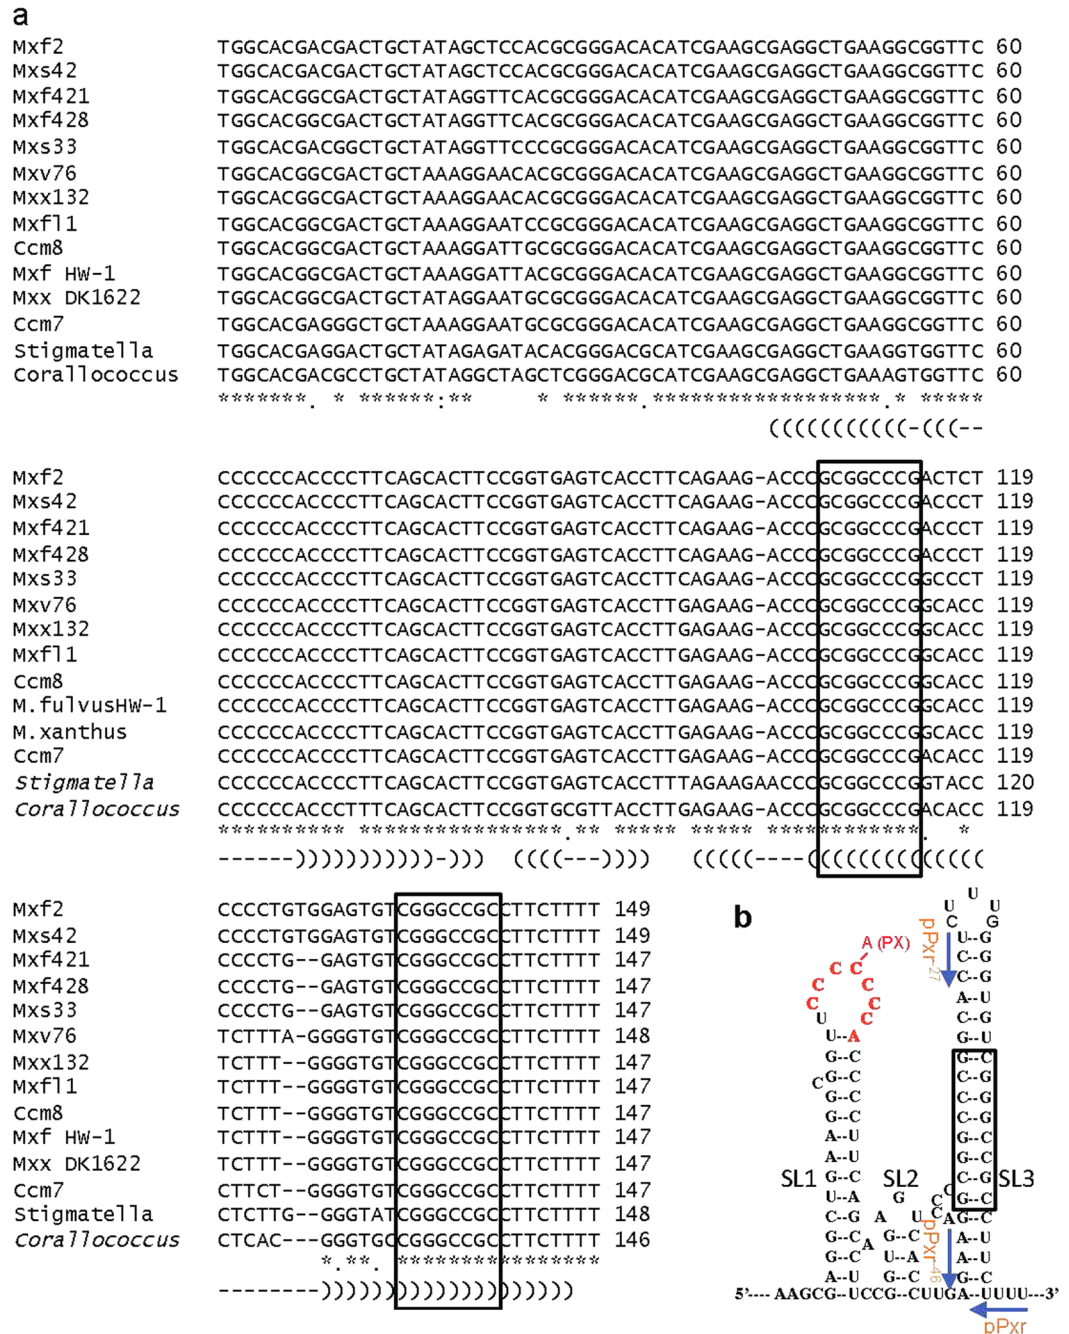 a
Mxf2 TGGCACGACGACTGCTATAGCTCCACGCGGGACACATCGAAGCGAGGCTGAAGGCGGTTC 60
Mxs42 TGGCACGACGACTGCTATAGCTCCACGCGGGACACATCGAAGCGAGGCTGAAGGCGGTTC 60
Mxf421 TGGCACGGCGACTGCTATAGGTTCACGCGGGACACATCGAAGCGAGGCTGAAGGCGGTTC 60
Mxf428 TGGCACGGCGACTGCTATAGGTTCACGCGGGACACATCGAAGCGAGGCTGAAGGCGGTTC 60
Mxs33 TGGCACGACGGCTGCTATAGGTTCCCGCGGGACACATCGAAGCGAGGCTGAAGGCGGTTC 60
Mxv76 TGGCACGGCGACTGCTAAAGGAACACGCGGGACACATCGAAGCGAGGCTGAAGGCGGTTC 60
Mxx132 TGGCACGGCGACTGCTAAAGGAACACGCGGGACACATCGAAGCGAGGCTGAAGGCGGTTC 60
Mxfl1 TGGCACGGCGACTGCTAAAGGAATCCGCGGGACACATCGAAGCGAGGCTGAAGGCGGTTC 60
Ccm8 TGGCACGGCGACTGCTAAAGGATTGCGCGGGACACATCGAAGCGAGGCTGAAGGCGGTTC 60
Mxf HW-1 TGGCACGGCGACTGCTAAAGGATTACGCGGGACACATCGAAGCGAGGCTGAAGGCGGTTC 60
Mxx DK1622 TGGCACGGCGACTGCTATAGGAATGCGCGGGACACATCGAAGCGAGGCTGAAGGCGGTTC 60
Ccm7 TGGCACGAGGGCTGCTAAAGGAATGCGCGGGACACATCGAAGCGAGGCTGAAGGCGGTTC 60
Stigmatella TGGCACGAGGACTGCTATAGAGATACACGGGACGCATCGAAGCGAGGCTGAAGGTGGTTC 60
Corallococcus TGGCACGACGCCTGCTATAGGCTAGCTCGGGACGCATCGAAGCGAGGCTGAAAGTGGTTC 60
*******. * ******:** * ******.******************.* *****
(((((((((((-(((--
Mxf2 CCCCCCACCCCTTCAGCACTTCCGGTGAGTCACCTTCAGAAG-ACCCGCGGCCCGACTCT 119
Mxs42 CCCCCCACCCCTTCAGCACTTCCGGTGAGTCACCTTCAGAAG-ACCCGCGGCCCGACTCT 119
Mxf421 CCCCCCACCCCTTCAGCACTTCCGGTGAGTCACCTTCAGAAG-ACCCGCGGCCCGACCCT 119
Mxf428 CCCCCCACCCCTTCAGCACTTCCGGTGAGTCACCTTCAGAAG-ACCCGCGGCCCGACCCT 119
Mxs33 CCCCCCACCCCTTCAGCACTTCCGGTGAGTCACCTTCAGAAG-ACCCGCGGCCCGGCCCT 119
Mxv76 CCCCCCACCCCTTCAGCACTTCCGGTGAGTCACCTTGAGAAG-ACCCGCGGCCCGGCACC 119
Mxx132 CCCCCCACCCCTTCAGCACTTCCGGTGAGTCACCTTGAGAAG-ACCCGCGGCCCGGCACC 119
Mxfl1 CCCCCCACCCCTTCAGCACTTCCGGTGAGTCACCTTGAGAAG-ACCCGCGGCCCGGCACC 119
Ccm8 CCCCCCACCCCTTCAGCACTTCCGGTGAGTCACCTTGAGAAG-ACCCGCGGCCCGGCACC 119
M.fulvusHW-1 CCCCCCACCCCTTCAGCACTTCCGGTGAGTCACCTTGAGAAG-ACCCGCGGCCCGGCACC 119
M.xanthus CCCCCCACCCCTTCAGCACTTCCGGTGAGTCACCTTGAGAAG-ACCCGCGGCCCGGCACC 119
Ccm7 CCCCCCACCCCTTCAGCACTTCCGGTGAGTCACCTTGAGAAG-ACCCGCGGCCCGACACC 119
Stigmatella CCCCCCACCCCTTCAGCACTTCCGGTGAGTCACCTTTAGAAGAACCCGCGGCCCGGTACC 120
Corallococcus CCCCCCACCCTTTCAGCACTTCCGGTGCGTTACCTTGAGAAG-ACCCGCGGCCCGACACC 119
********** ****************.** ***** ***** ************. *
------)))))))))))-))) ((((---)))) (((((----((((((((((((((
Mxf2 CCCCTGTGGAGTGTCGGGCCGCCTTCTTTT 149
Mxs42 CCCCTGTGGAGTGTCGGGCCGCCTTCTTTT 149
Mxf421 CCCCTG--GAGTGTCGGGCCGCCTTCTTTT 147
Mxf428 CCCCTG--GAGTGTCGGGCCGCCTTCTTTT 147
Mxs33 CCCCTG--GAGTGTCGGGCCGCCTTCTTTT 147
Mxv76 TCTTTA-GGGGTGTCGGGCCGCCTTCTTTT 148
Mxx132 TCTTT--GGGGTGTCGGGCCGCCTTCTTTT 147
Mxfl1 TCTTT--GGGGTGTCGGGCCGCCTTCTTTT 147
Ccm8 TCTTT--GGGGTGTCGGGCCGCCTTCTTTT 147
Mxf HW-1 TCTTT--GGGGTGTCGGGCCGCCTTCTTTT 147
Mxx DK1622 TCTTT--GGGGTGTCGGGCCGCCTTCTTTT 147
Ccm7 CTTCT--GGGGTGTCGGGCCGCCTTCTTTT 147
Stigmatella CTCTTG--GGGTATCGGGCCGCCTTCTTTT 148
Corallococcus CTCAC---GGGTGCCGGGCCGCCTTCTTTT 146
*.**. ****************
--------))))))))))))))))))))
b
A (PX)
pPxr-27
SL1
SL2
SL3
pPxr-46
5'---- AAGCG--UCCG--CUUGA--UUUU---3'
pPxr